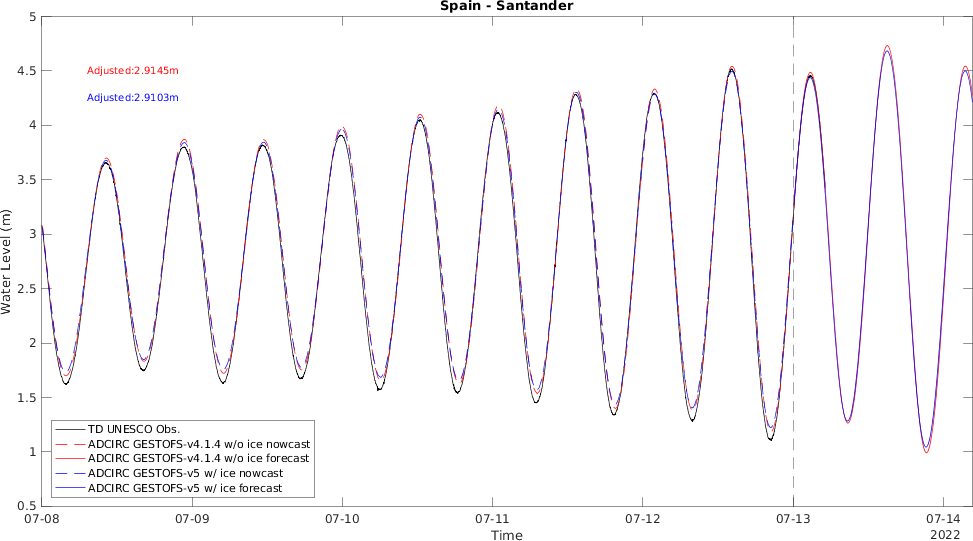 Spain - Santander
5
4.5
4
3.5
3
2.5
2
1.5
1
0.5
Water Level (m)
Adjusted:2.9145m
Adjusted:2.9103m
TD UNESCO Obs.
ADCIRC GESTOFS-v4.1.4 w/o ice nowcast
ADCIRC GESTOFS-v4.1.4 w/o ice forecast
ADCIRC GESTOFS-v5 w/ ice nowcast
ADCIRC GESTOFS-v5 w/ ice forecast
07-08 07-09 07-10 07-11 07-12 07-13 07-14
Time
2022